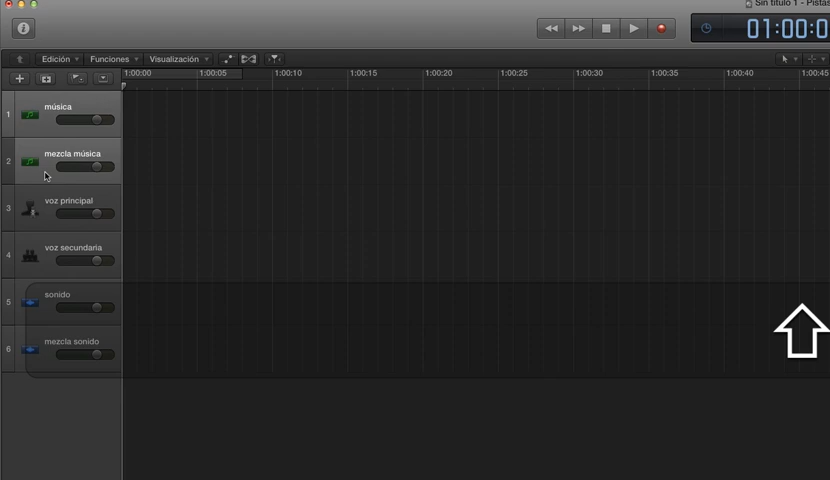 Sin título 1 - Pistas
01:00:0
Edición Funciones Visualización
1:00:00 1:00:05 1:00:10 1:00:15 1:00:20 1:00:25 1:00:30 1:00:35 1:00:40 1:00:45
1 música
2 mezcla música
3 voz principal
4 voz secundaria
5 sonido
6 mezcla sonido